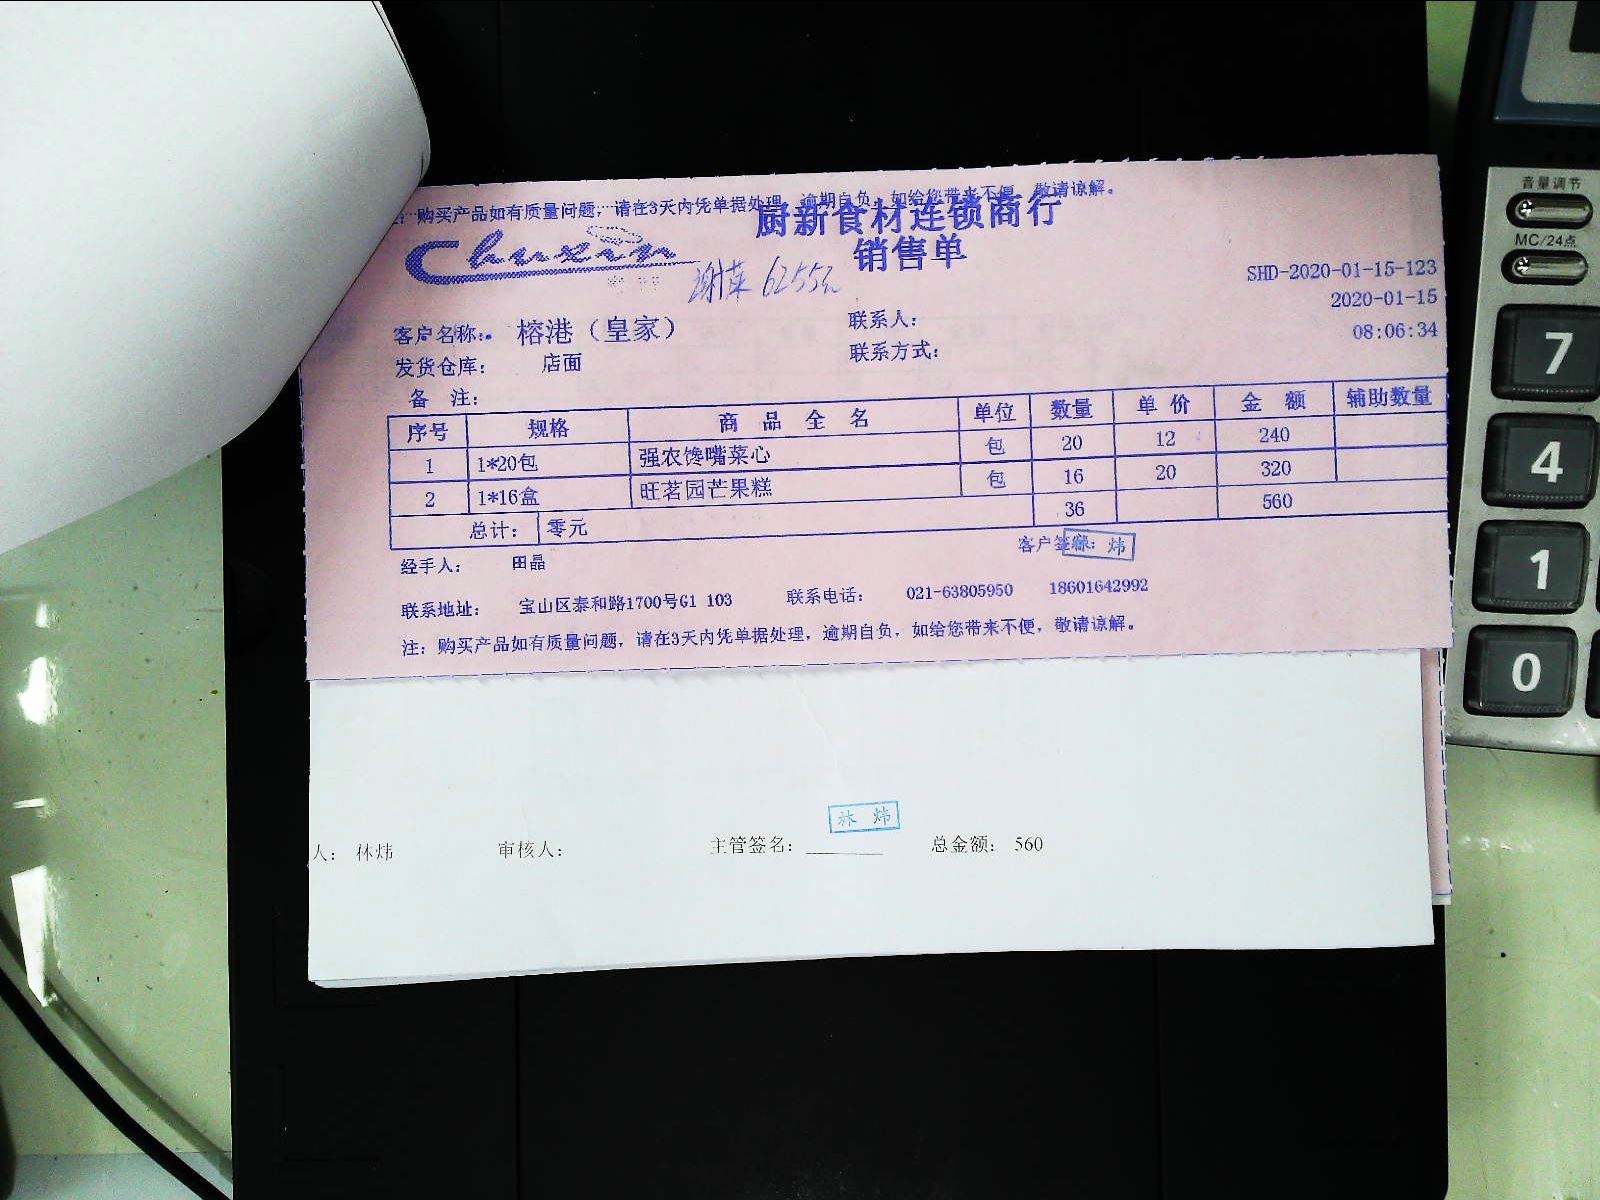 注：购买产品如有质量问题，请在3天内凭单据处理，逾期自负，如给您带来不便，敬请谅解。
Chuxin
厨新食材连锁商行
销售单
SHD-2020-01-15-123
2020-01-15
08:06:34
客户名称： 榕港（皇家） 联系人：
发货仓库： 店面 联系方式：
备 注：
序号 规格 商 品 全 名 单位 数量 单 价 金 额 辅助数量
1 1*20包 强农馋嘴菜心 包 20 12 240
2 1*16盒 旺茗园芒果糕 包 16 20 320
总计： 零元 36 560
经手人： 田晶 客户签 炜
联系地址： 宝山区泰和路1700号G1 103 联系电话： 021-63805950 18601642992
注：购买产品如有质量问题，请在3天内凭单据处理，逾期自负，如给您带来不便，敬请谅解。
林 炜
人： 林炜 审核人： 主管签名： 总金额： 560
音量调节
MC/24点
7
4
1
0